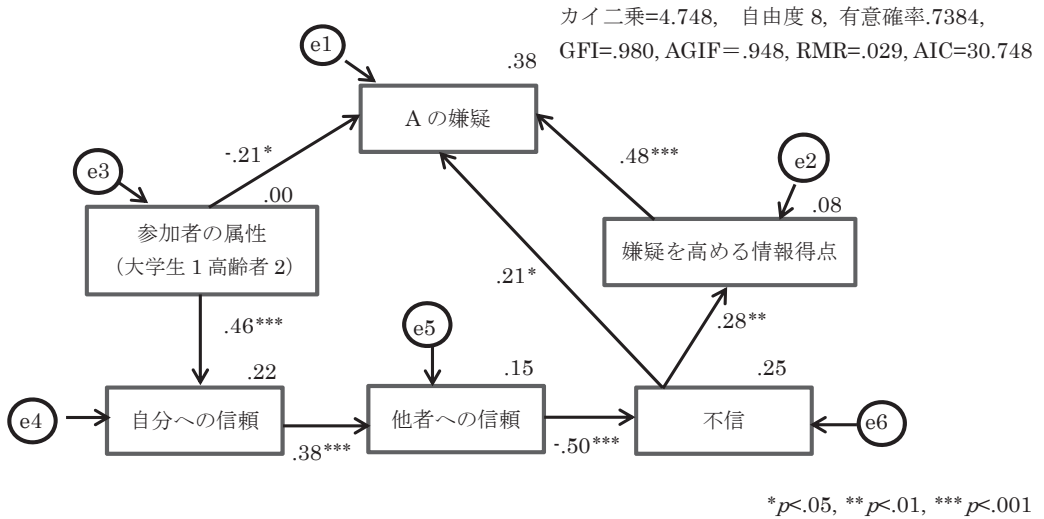 カイ二乗=4.748, 自由度 8, 有意確率.7384,
GFI=.980, AGIF=.948, RMR=.029, AIC=30.748
e1
.38
A の嫌疑
-.21*
.48***
e3
e2
.00
.08
参加者の属性
(大学生 1 高齢者 2)
嫌疑を高める情報得点
.21*
.46***
e5
.28**
.22
.15
.25
e4
自分への信頼
他者への信頼
不信
e6
.38***
-.50***
*p<.05, **p<.01, ***p<.001